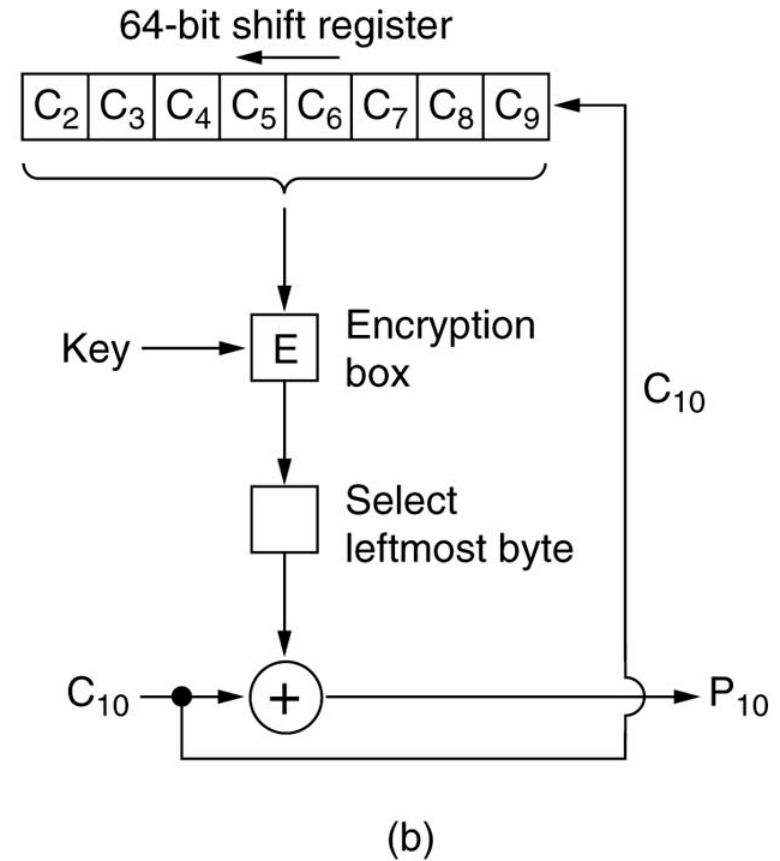 64-bit shift register
C₂ C₃ C₄ C₅ C₆ C₇ C₈ C₉
Key
E
Encryption
box
C₁₀
Select
leftmost byte
C₁₀
+
P₁₀
(b)